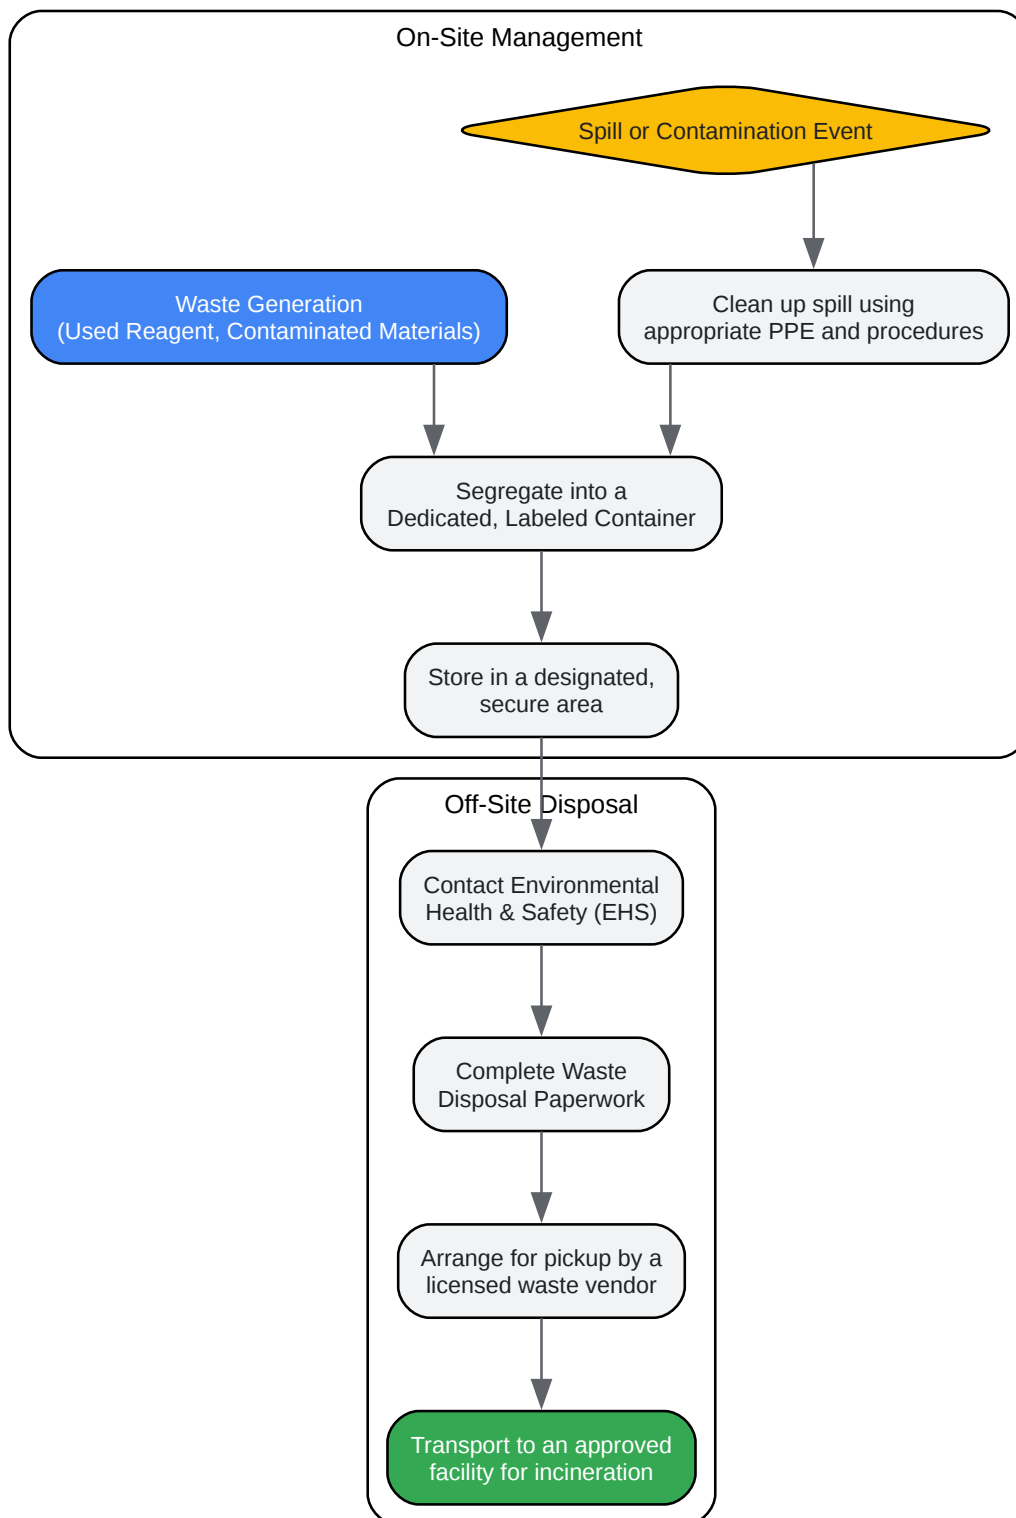 On-Site Management
Spill or Contamination Event
Waste Generation
(Used Reagent, Contaminated Materials)
Clean up spill using
appropriate PPE and procedures
Segregate into a
Dedicated, Labeled Container
Store in a designated,
secure area
Off-Site Disposal
Contact Environmental
Health & Safety (EHS)
Complete Waste
Disposal Paperwork
Arrange for pickup by a
licensed waste vendor
Transport to an approved
facility for incineration